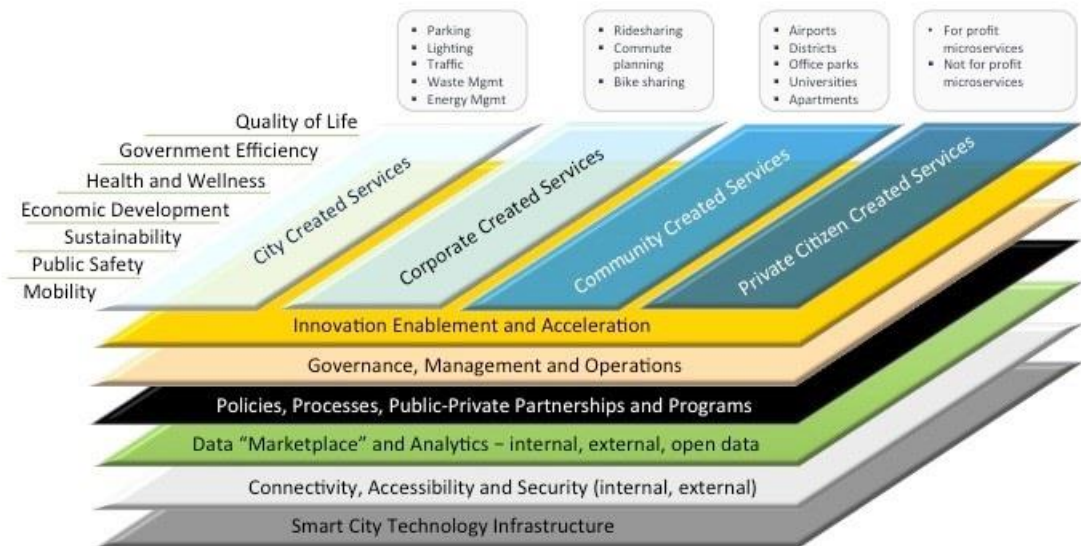 Parking
Lighting
Traffic
Waste Mgmt
Energy Mgmt
Ridesharing
Commute
planning
Bike sharing
Airports
Districts
Office parks
Universities
Apartments
For profit
microservices
Not for profit
microservices
Quality of Life
Government Efficiency
Health and Wellness
Economic Development
Sustainability
Public Safety
Mobility
City Created Services
Corporate Created Services
Community Created Services
Private Citizen Created Services
Innovation Enablement and Acceleration
Governance, Management and Operations
Policies, Processes, Public-Private Partnerships and Programs
Data “Marketplace” and Analytics – internal, external, open data
Connectivity, Accessibility and Security (internal, external)
Smart City Technology Infrastructure